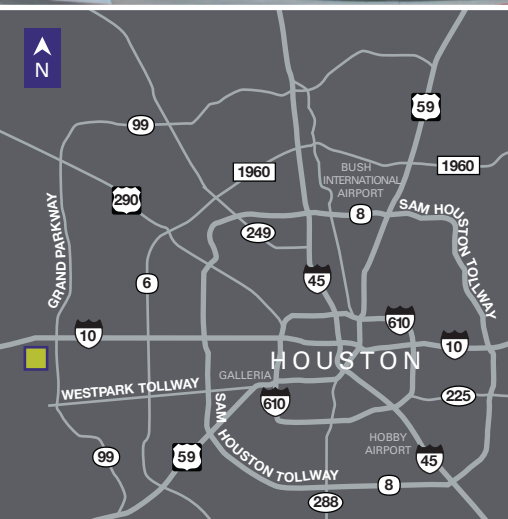 N
59
99
1960
1960
BUSH
INTERNATIONAL
AIRPORT
290
GRAND PARKWAY
8
SAM HOUSTON TOLLWAY
249
6
45
610
10
10
HOUSTON
GALLERIA
WESTPARK TOLLWAY
610
225
SAM HOUSTON TOLLWAY
HOBBY
AIRPORT
99
59
45
8
288